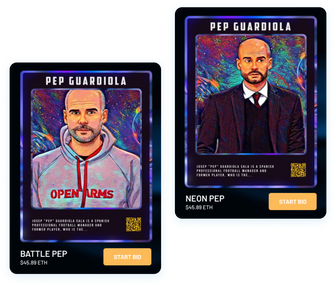 PEP GUARDIOLA
OPEN ARMS
JOSEP "PEP" GUARDIOLA SALA IS A SPANISH
PROFESSIONAL FOOTBALL MANAGER AND
FORMER PLAYER, WHO IS THE...
BATTLE PEP
$45.89 ETH
START BID
PEP GUARDIOLA
JOSEP "PEP" GUARDIOLA SALA IS A SPANISH
PROFESSIONAL FOOTBALL MANAGER AND
FORMER PLAYER, WHO IS THE...
NEON PEP
$45.89 ETH
START BID